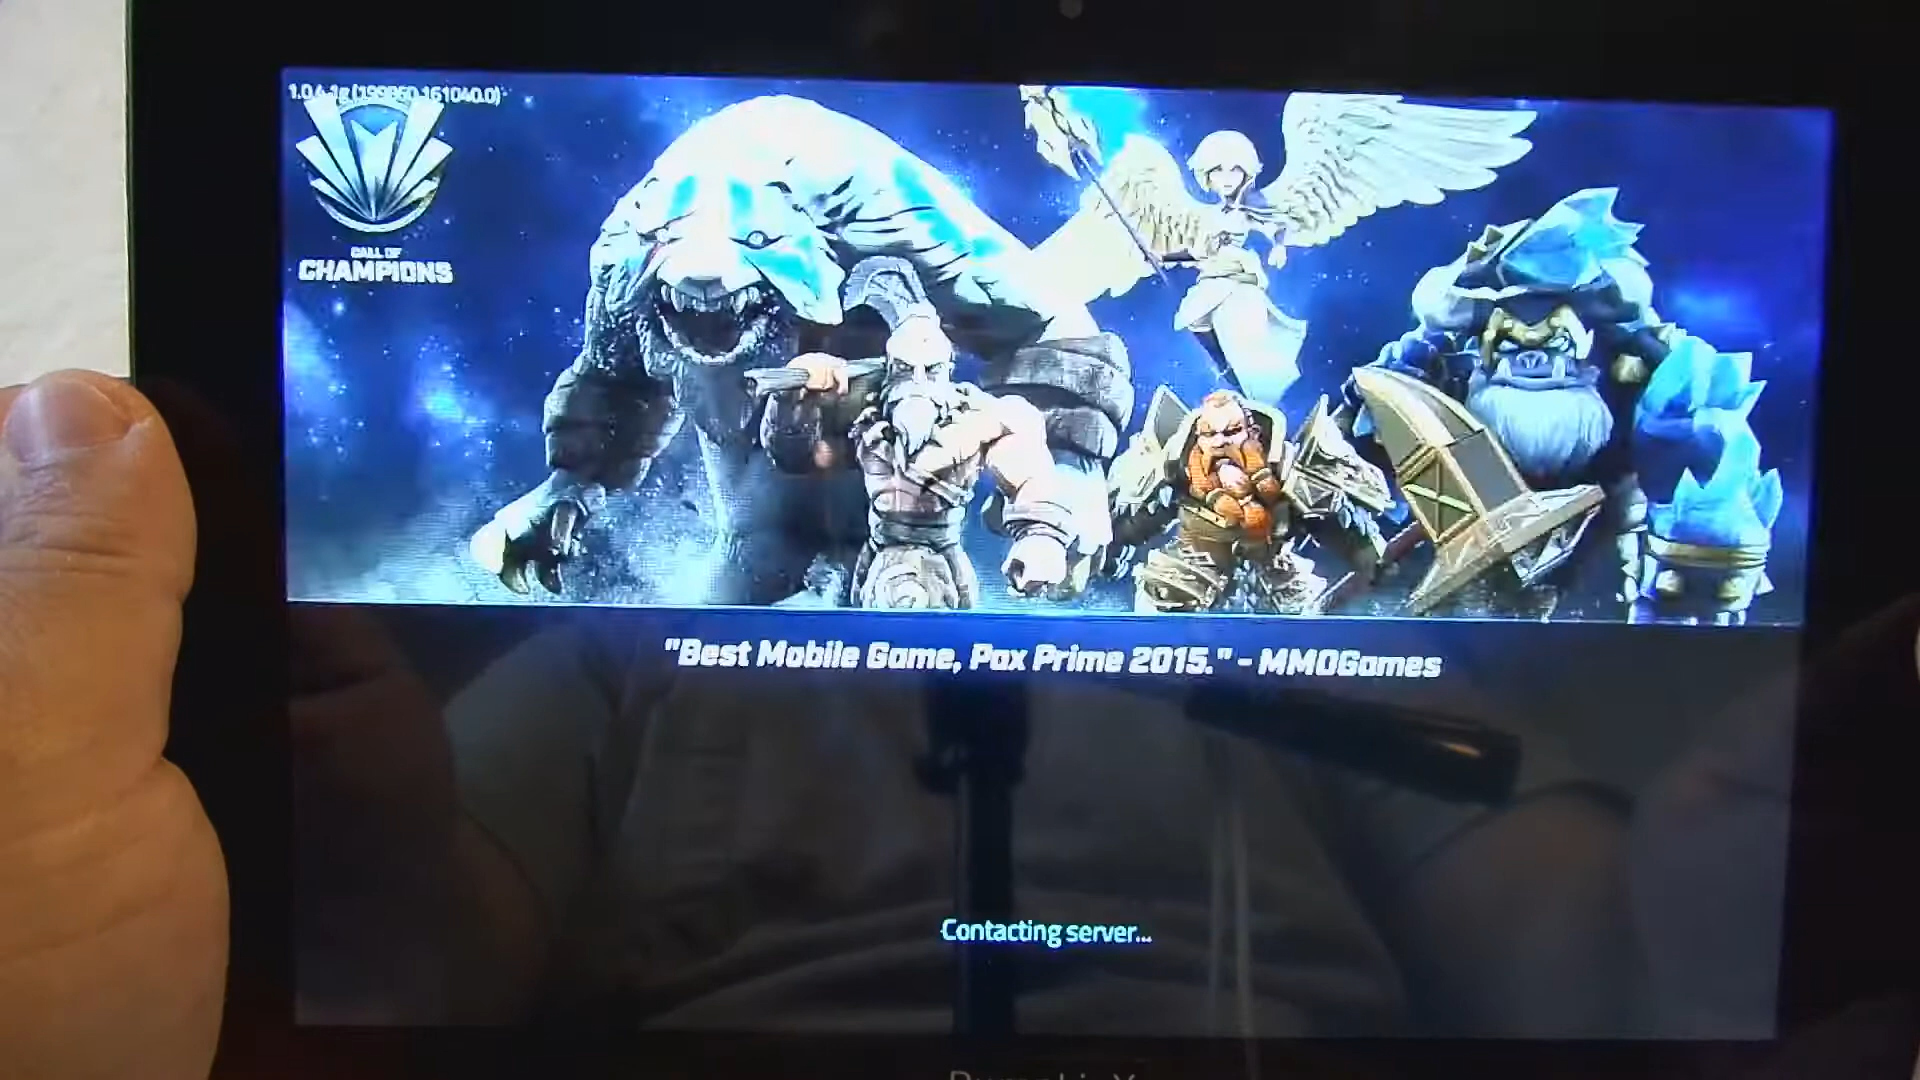 CALL OF
CHAMPIONS
"Best Mobile Game, Pax Prime 2015." - MMOGames
Contacting server...